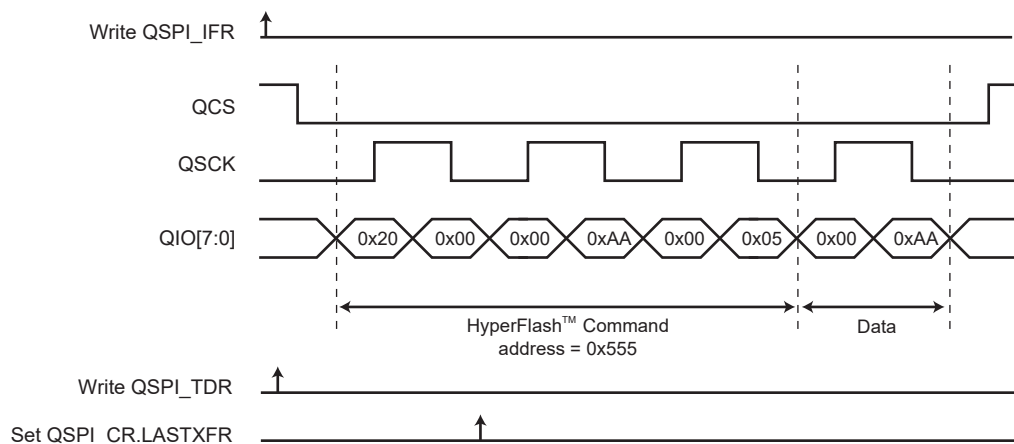 Write QSPI_IFR
QCS
QSCK
QIO[7:0]
0x20 0x00 0x00 0xAA 0x00 0x05 0x00 0xAA
HyperFlash™ Command
address = 0x555
Data
Write QSPI_TDR
Set QSPI_CR.LASTXFR